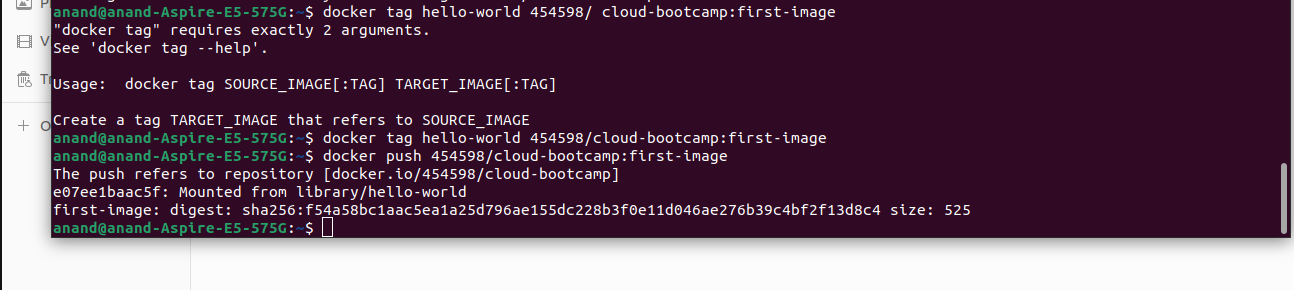 anand@anand-Aspire-E5-575G:~$ docker tag hello-world 454598/ cloud-bootcamp:first-image
"docker tag" requires exactly 2 arguments.
See 'docker tag --help'.
Usage:  docker tag SOURCE_IMAGE[:TAG] TARGET_IMAGE[:TAG]
Create a tag TARGET_IMAGE that refers to SOURCE_IMAGE
anand@anand-Aspire-E5-575G:~$ docker tag hello-world 454598/cloud-bootcamp:first-image
anand@anand-Aspire-E5-575G:~$ docker push 454598/cloud-bootcamp:first-image
The push refers to repository [docker.io/454598/cloud-bootcamp]
e07ee1baac5f: Mounted from library/hello-world
first-image: digest: sha256:f54a58bc1aac5ea1a25d796ae155dc228b3f0e11d046ae276b39c4bf2f13d8c4 size: 525
anand@anand-Aspire-E5-575G:~$